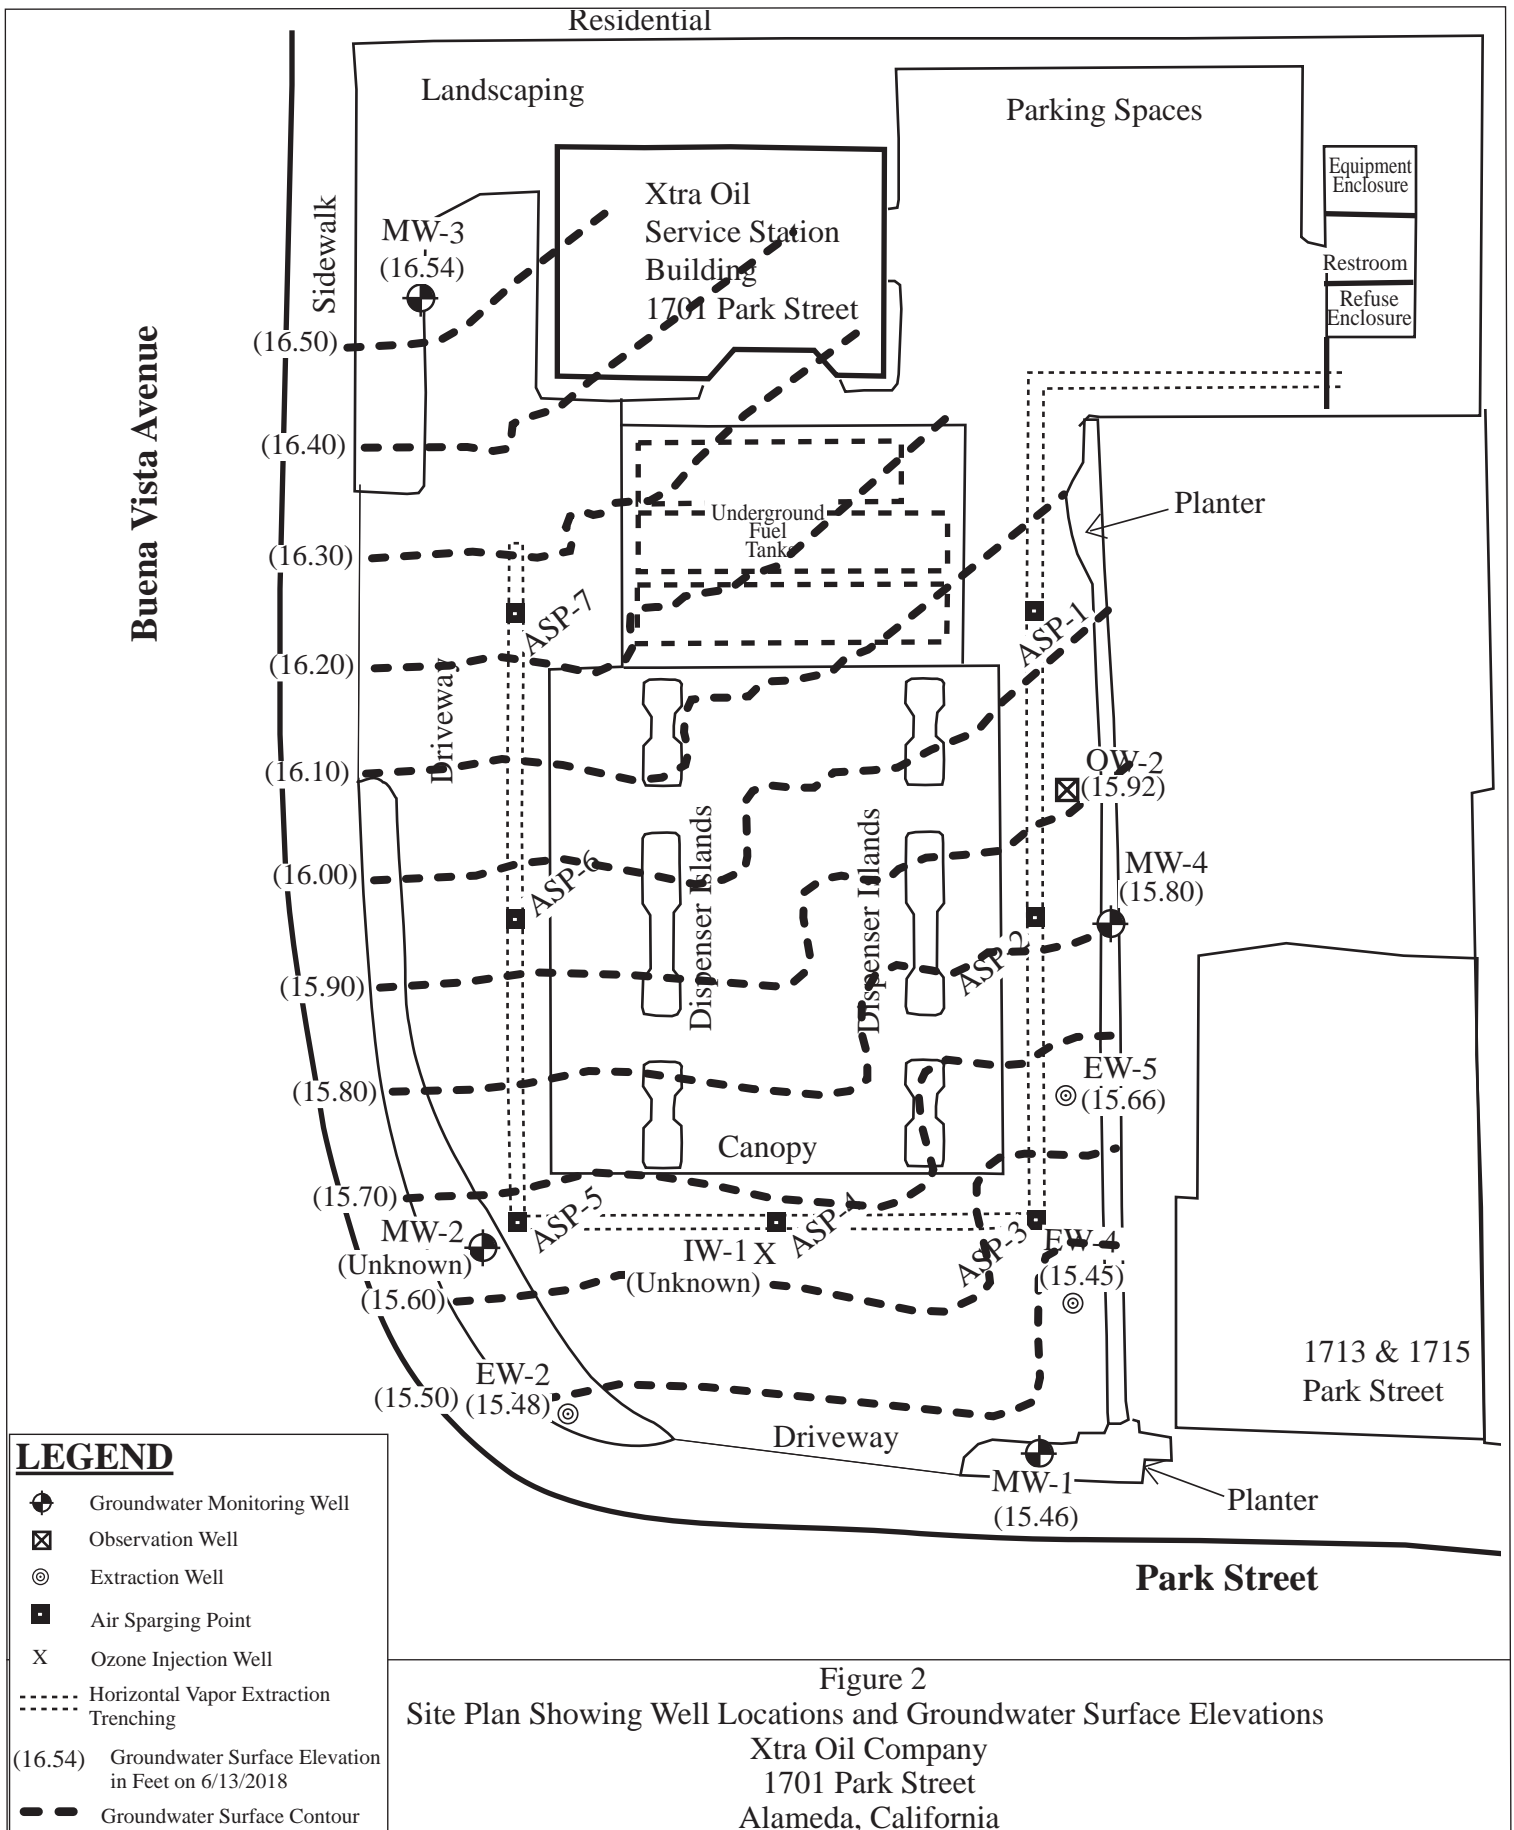 Residential
Landscaping
Parking Spaces
Equipment
Enclosure
Restroom
Refuse
Enclosure
Xtra Oil
Service Station
Building
1701 Park Street
Sidewalk
MW-3
(16.54)
Buena Vista Avenue
(16.50)
(16.40)
(16.30)
(16.20)
(16.10)
(16.00)
(15.90)
(15.80)
(15.70)
(15.60)
(15.50)
Underground
Fuel
Tanks
Planter
ASP-7
ASP-1
Driveway
OW-2
(15.92)
MW-4
(15.80)
ASP-6
Dispenser Islands
Dispenser Islands
ASP-2
EW-5
(15.66)
Canopy
ASP-5
ASP-4
ASP-3
MW-2
(Unknown)
IW-1 X
(Unknown)
EW-4
(15.45)
EW-2
(15.48)
1713 & 1715
Park Street
Driveway
MW-1
(15.46)
Planter
Park Street
LEGEND
Groundwater Monitoring Well
Observation Well
Extraction Well
Air Sparging Point
X Ozone Injection Well
Horizontal Vapor Extraction
Trenching
(16.54) Groundwater Surface Elevation
in Feet on 6/13/2018
Groundwater Surface Contour
Figure 2
Site Plan Showing Well Locations and Groundwater Surface Elevations
Xtra Oil Company
1701 Park Street
Alameda, California